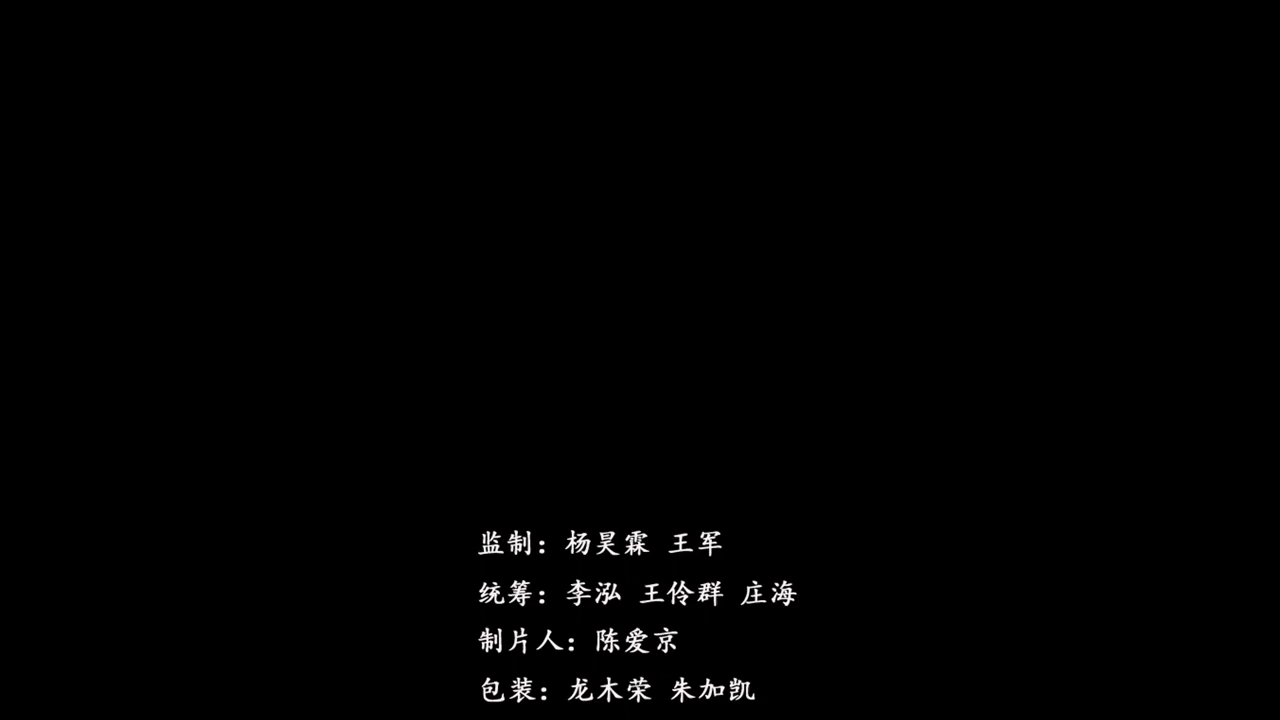 监制：杨昊霖 王军
统筹：李泓 王伶群 庄海
制片人：陈爱京
包装：龙木荣 朱加凯